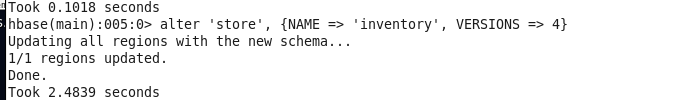 Took 0.1018 seconds
hbase(main):005:0> alter 'store', {NAME => 'inventory', VERSIONS => 4}
Updating all regions with the new schema...
1/1 regions updated.
Done.
Took 2.4839 seconds